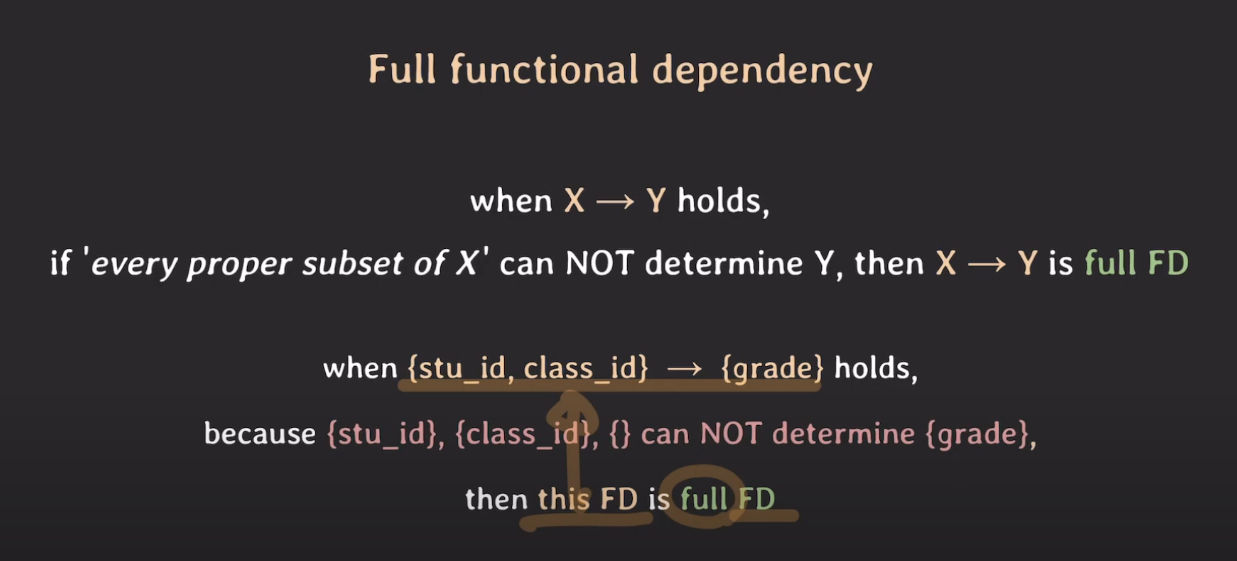 Full functional dependency
when X → Y holds,
if 'every proper subset of X' can NOT determine Y, then X → Y is full FD
when {stu_id, class_id} → {grade} holds,
because {stu_id}, {class_id}, {} can NOT determine {grade},
then this FD is full FD